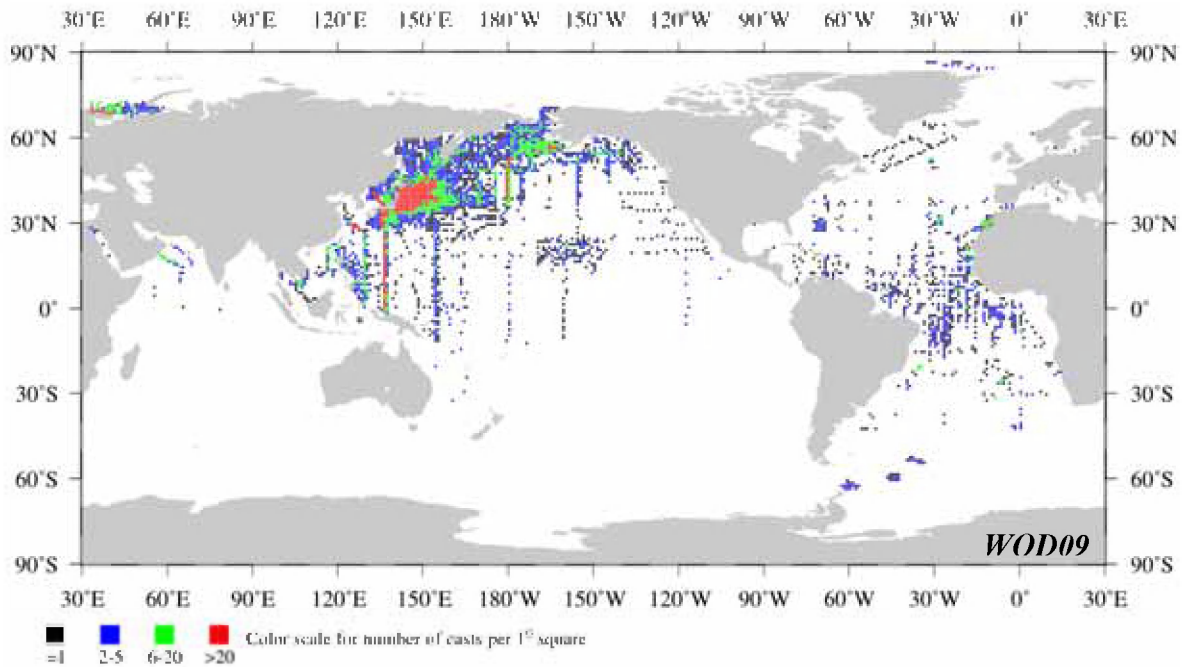 30˚E 60˚E 90˚E 120˚E 150˚E 180˚W 150˚W 120˚W 90˚W 60˚W 30˚W 0˚ 30˚E
90˚N 90˚N
60˚N 60˚N
30˚N 30˚N
0˚ 0˚
30˚S 30˚S
60˚S 60˚S
WOD09
90˚S 90˚S
30˚E 60˚E 90˚E 120˚E 150˚E 180˚W 150˚W 120˚W 90˚W 60˚W 30˚W 0˚ 30˚E
Color scale for number of casts per 1° square
=1 2-5 6-20 >20